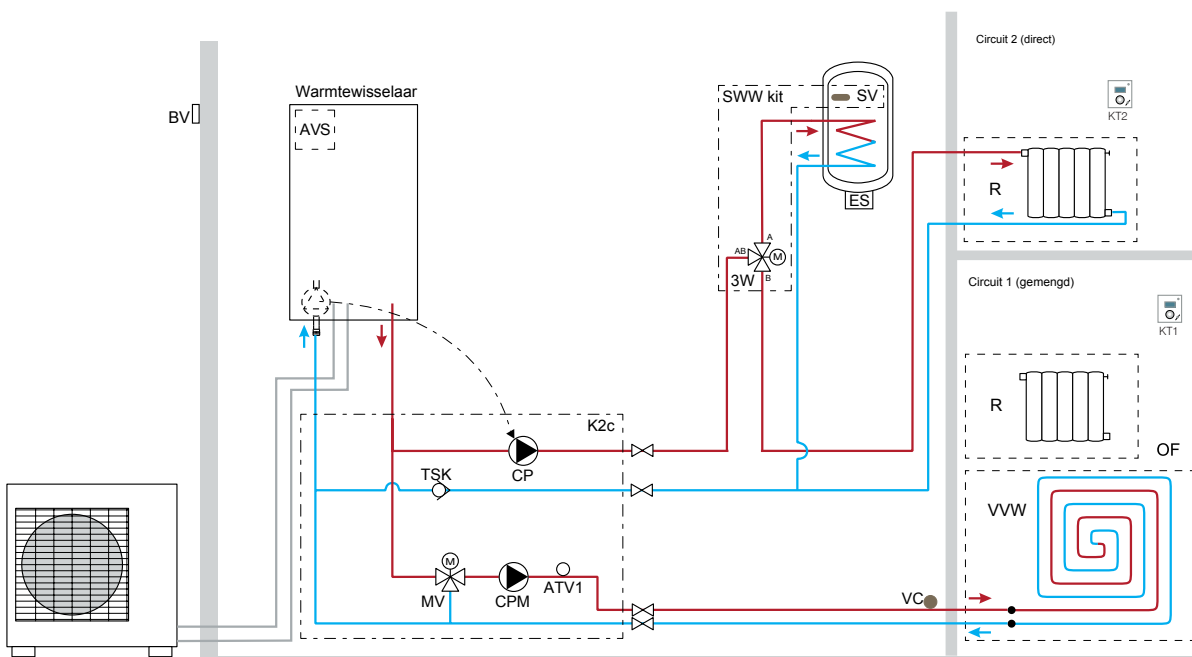 Circuit 2 (direct)
Warmtewisselaar
SWW kit
SV
AVS
BV
KT2
R
ES
A
AB
M
3W
B
Circuit 1 (gemengd)
KT1
R
K2c
OF
TSK
CP
VVW
M
MV
CPM
ATV1
VC